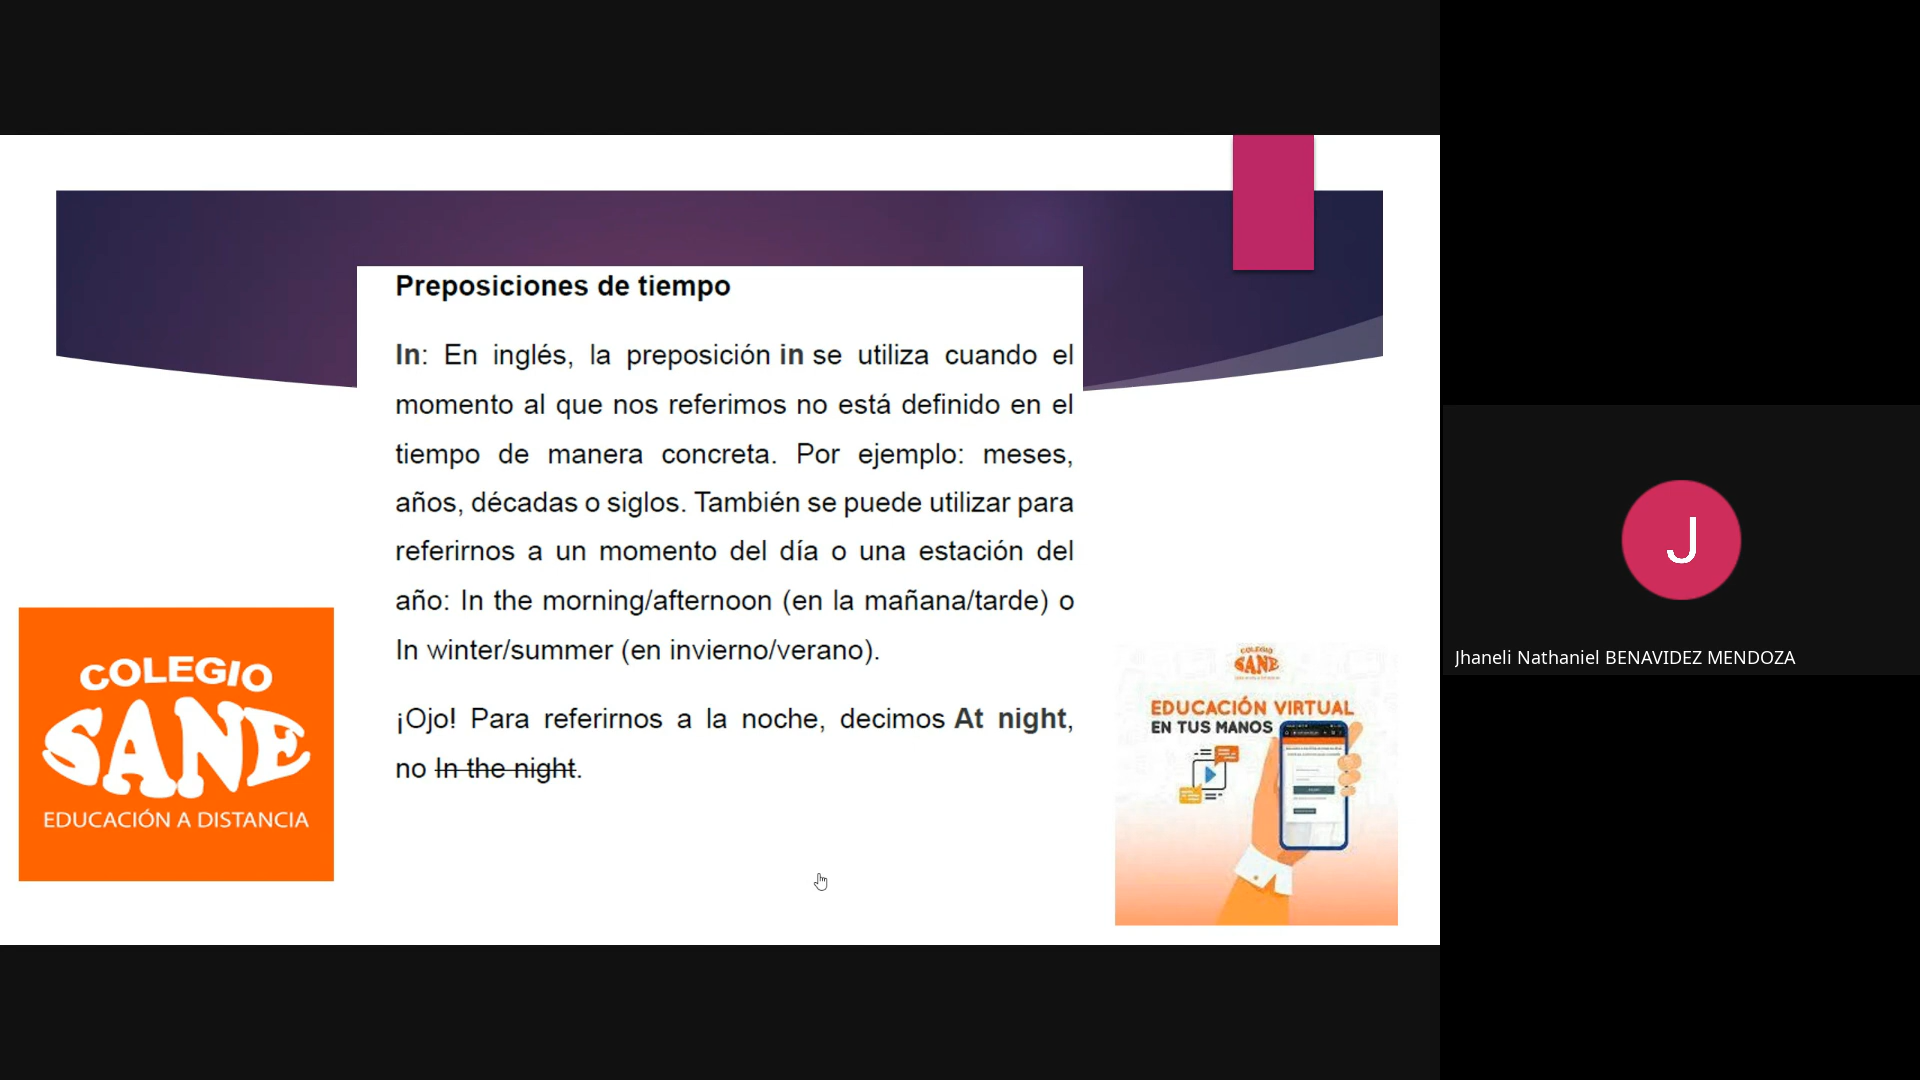 Preposiciones de tiempo
In: En inglés, la preposición in se utiliza cuando el
momento al que nos referimos no está definido en el
tiempo de manera concreta. Por ejemplo: meses,
años, décadas o siglos. También se puede utilizar para
referirnos a un momento del día o una estación del
año: In the morning/afternoon (en la mañana/tarde) o
In winter/summer (en invierno/verano).
¡Ojo! Para referirnos a la noche, decimos At night,
no In the night.
COLEGIO
SANE
EDUCACIÓN A DISTANCIA
COLEGIO
SANE
EDUCACIÓN VIRTUAL
EN TUS MANOS
J
Jhaneli Nathaniel BENAVIDEZ MENDOZA